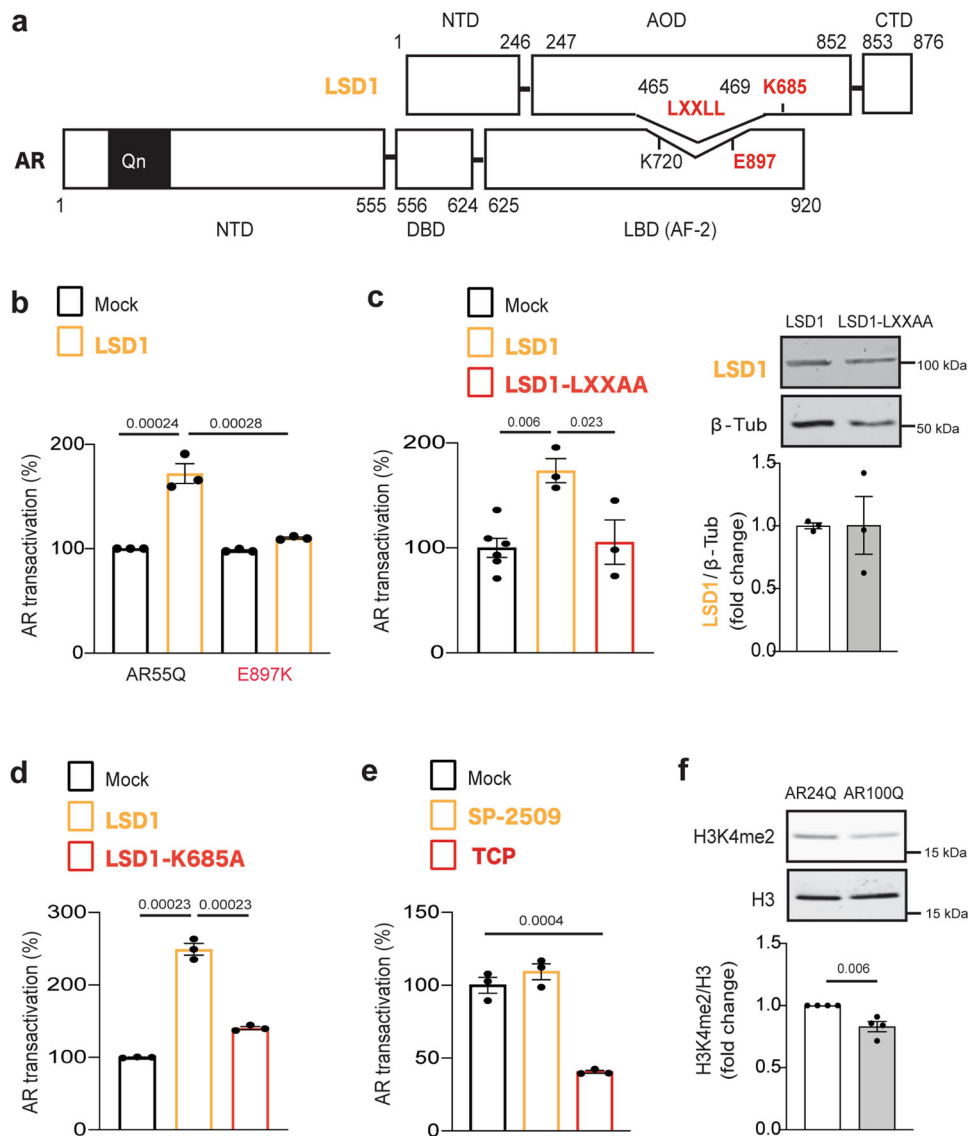 a
NTD AOD CTD
1 246 247 852 853 876
LSD1
465 469 K685
LXXLL
AR
Qn
K720 E897
1 555 556 624 625 920
NTD DBD LBD (AF-2)
b
Mock
LSD1
0.00024 0.00028
AR transactivation (%)
200
100
0
AR55Q E897K
c
Mock
LSD1
LSD1-LXXAA
0.006 0.023
AR transactivation (%)
200
100
0
LSD1 LSD1-LXXAA
LSD1
100 kDa
β-Tub
50 kDa
LSD1/β-Tub
(fold change)
1.5
1.0
0.5
0.0
d
Mock
LSD1
LSD1-K685A
0.00023 0.00023
AR transactivation (%)
300
200
100
0
e
Mock
SP-2509
TCP
0.0004
AR transactivation (%)
150
100
50
0
f
AR24Q AR100Q
H3K4me2
15 kDa
H3
15 kDa
0.006
H3K4me2/H3
(fold change)
1.5
1.0
0.5
0.0